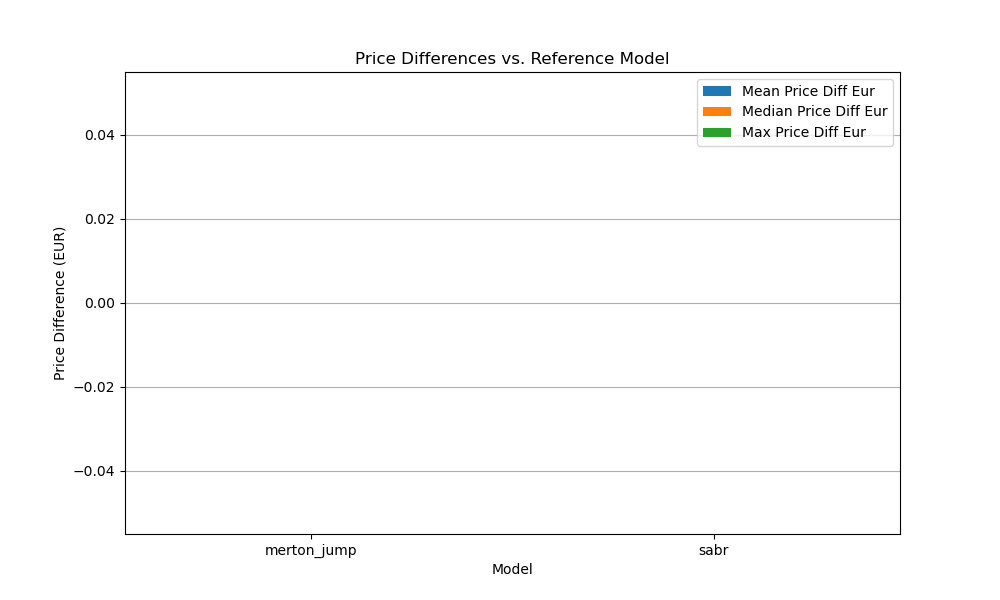 Price Differences vs. Reference Model
Mean Price Diff Eur
Median Price Diff Eur
Max Price Diff Eur
Price Difference (EUR)
0.04
0.02
0.00
−0.02
−0.04
merton_jump
sabr
Model